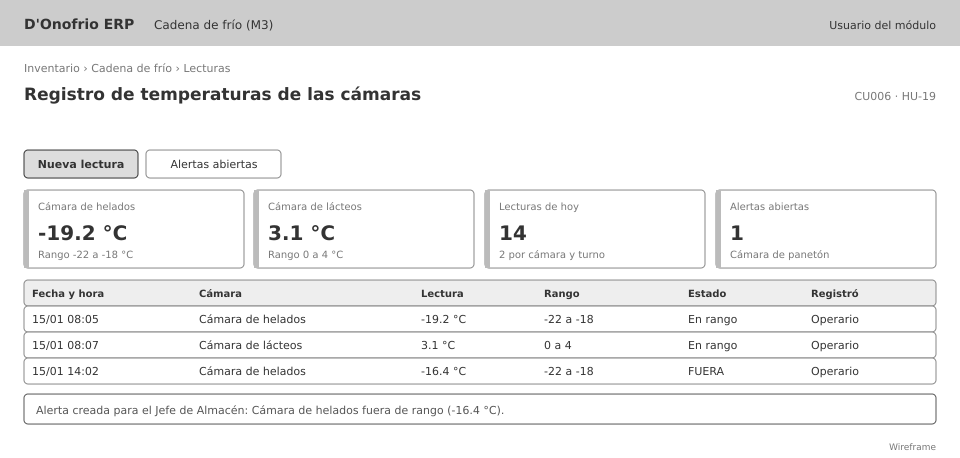 D'Onofrio ERP Cadena de frío (M3) Usuario del módulo
Inventario › Cadena de frío › Lecturas
Registro de temperaturas de las cámaras CU006 · HU-19
Nueva lectura Alertas abiertas
Cámara de helados Cámara de lácteos Lecturas de hoy Alertas abiertas
-19.2 °C 3.1 °C 14 1
Rango -22 a -18 °C Rango 0 a 4 °C 2 por cámara y turno Cámara de panetón
Fecha y hora Cámara Lectura Rango Estado Registró
15/01 08:05 Cámara de helados -19.2 °C -22 a -18 En rango Operario
15/01 08:07 Cámara de lácteos 3.1 °C 0 a 4 En rango Operario
15/01 14:02 Cámara de helados -16.4 °C -22 a -18 FUERA Operario
Alerta creada para el Jefe de Almacén: Cámara de helados fuera de rango (-16.4 °C).
Wireframe